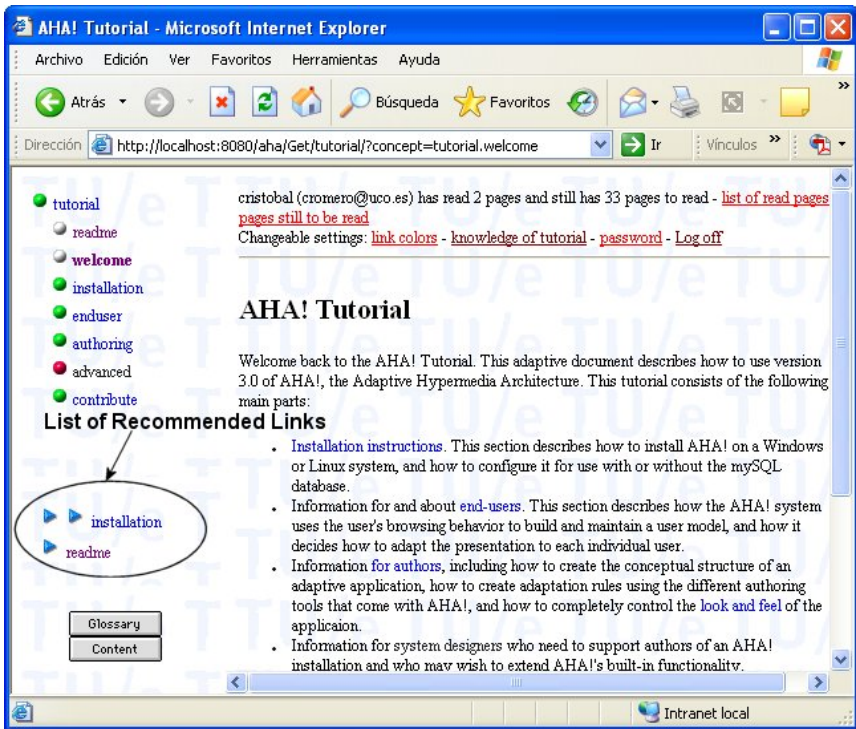 AHA! Tutorial - Microsoft Internet Explorer
Archivo Edición Ver Favoritos Herramientas Ayuda
Atrás Búsqueda Favoritos »
Dirección http://localhost:8080/aha/Get/tutorial/?concept=tutorial.welcome Ir Vínculos »
tutorial
readme
welcome
installation
enduser
authoring
advanced
contribute
List of Recommended Links
installation
readme
Glossary
Content
cristobal (cromero@uco.es) has read 2 pages and still has 33 pages to read - list of read pages
pages still to be read
Changeable settings: link colors - knowledge of tutorial - password - Log off
AHA! Tutorial
Welcome back to the AHA! Tutorial. This adaptive document describes how to use version
3.0 of AHA!, the Adaptive Hypermedia Architecture. This tutorial consists of the following
main parts:
• Installation instructions. This section describes how to install AHA! on a Windows
or Linux system, and how to configure it for use with or without the mySQL
database.
• Information for and about end-users. This section describes how the AHA! system
uses the user's browsing behavior to build and maintain a user model, and how it
decides how to adapt the presentation to each individual user.
• Information for authors, including how to create the conceptual structure of an
adaptive application, how to create adaptation rules using the different authoring
tools that come with AHA!, and how to completely control the look and feel of the
applicaion.
• Information for system designers who need to support authors of an AHA!
installation and who may wish to extend AHA!'s built-in functionality.
Intranet local